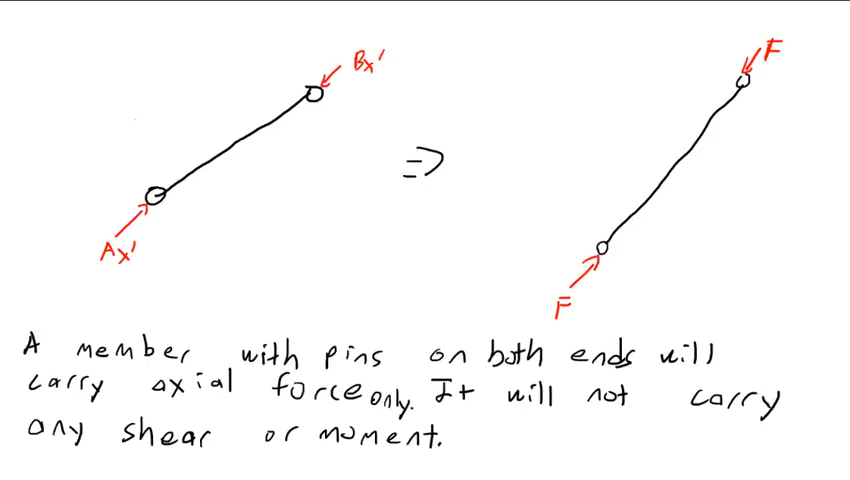 Bx'
F
Ax'
F
A member with pins on both ends will
carry axial force only. It will not carry
any shear or moment.